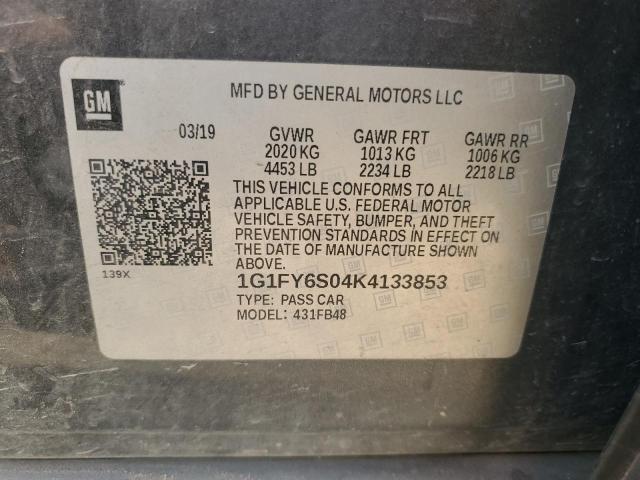 GM
MFD BY GENERAL MOTORS LLC
03/19 GVWR GAWR FRT GAWR RR
2020 KG 1013 KG 1006 KG
4453 LB 2234 LB 2218 LB
THIS VEHICLE CONFORMS TO ALL
APPLICABLE U.S. FEDERAL MOTOR
VEHICLE SAFETY, BUMPER, AND THEFT
PREVENTION STANDARDS IN EFFECT ON
THE DATE OF MANUFACTURE SHOWN
ABOVE.
139X
1G1FY6S04K4133853
TYPE: PASS CAR
MODEL: 431FB48